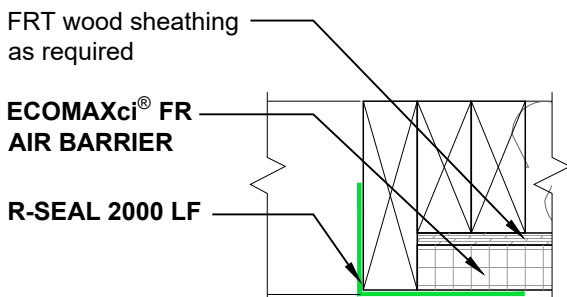 FRT wood sheathing
as required
ECOMAXci® FR
AIR BARRIER
R-SEAL 2000 LF